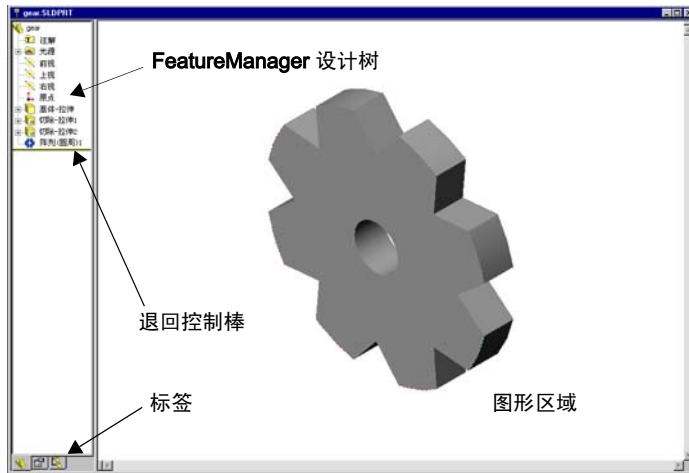 gear.SLDPRT
gear
注解
光源
前视
上视
右视
原点
基体-拉伸
切除-拉伸1
切除-拉伸2
阵列(圆周)1
FeatureManager 设计树
退回控制棒
标签
图形区域